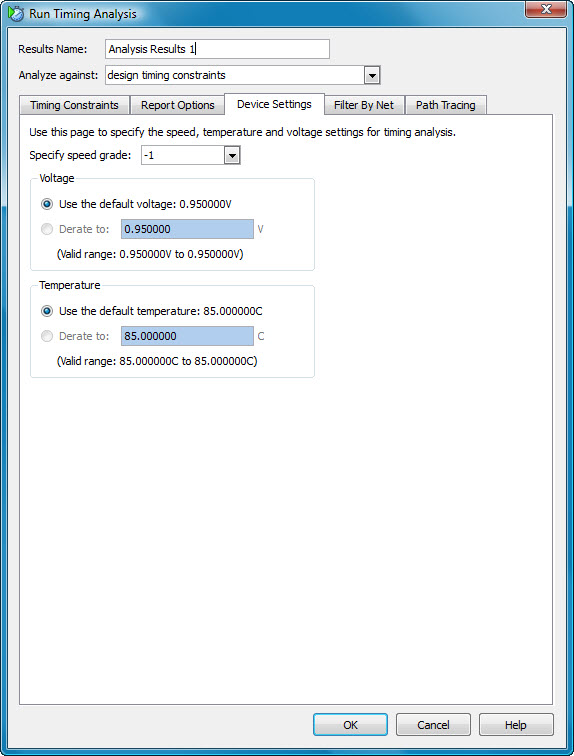 Run Timing Analysis
Results Name: Analysis Results 1
Analyze against: design timing constraints
Timing Constraints Report Options Device Settings Filter By Net Path Tracing
Use this page to specify the speed, temperature and voltage settings for timing analysis.
Specify speed grade: -1
Voltage
Use the default voltage: 0.950000V
Derate to: 0.950000 V
(Valid range: 0.950000V to 0.950000V)
Temperature
Use the default temperature: 85.000000C
Derate to: 85.000000 C
(Valid range: 85.000000C to 85.000000C)
OK Cancel Help